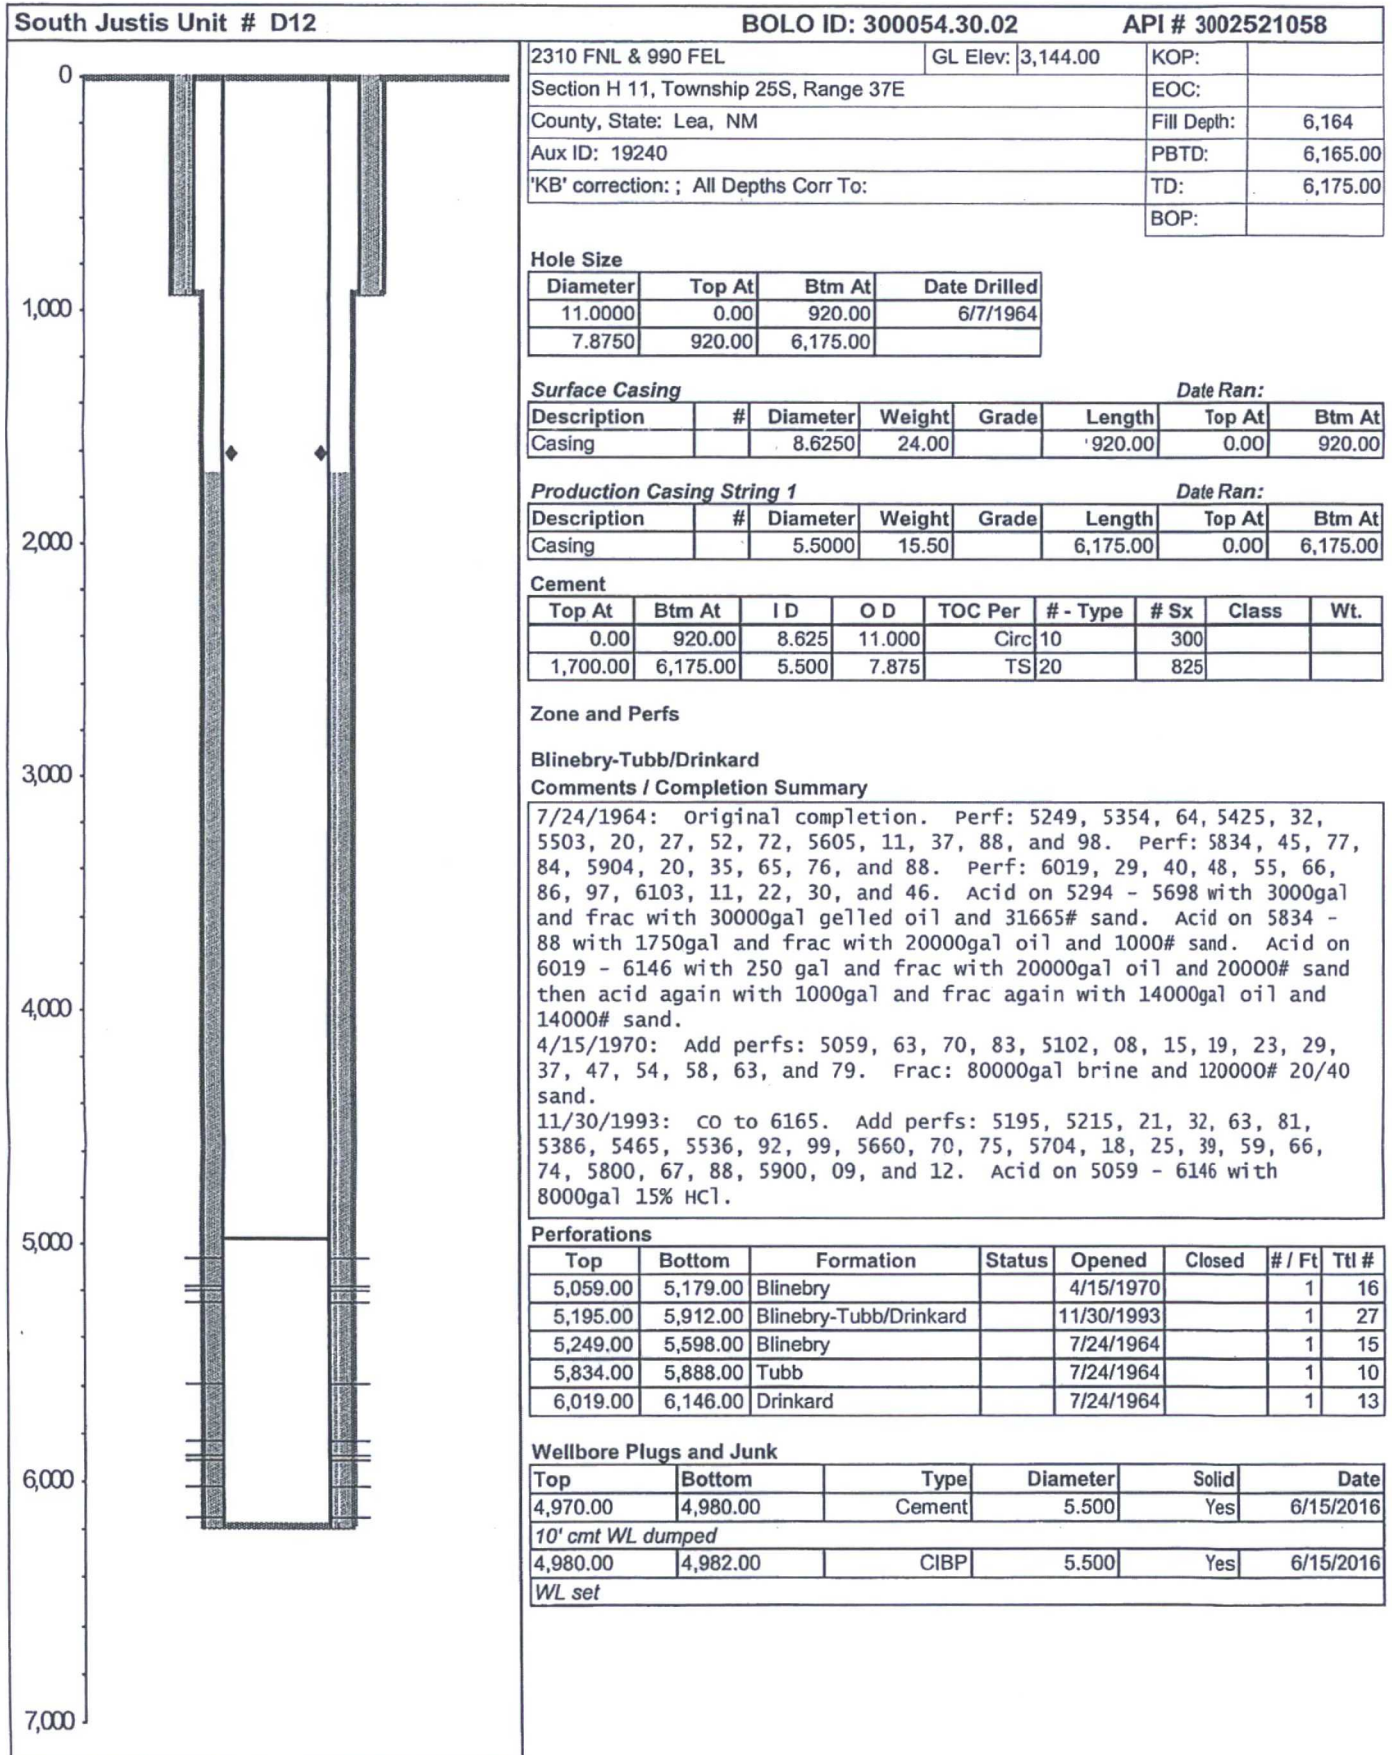 South Justis Unit # D12 BOLO ID: 300054.30.02 API # 3002521058
2310 FNL & 990 FEL GL Elev: 3,144.00 KOP:
Section H 11, Township 25S, Range 37E EOC:
County, State: Lea, NM Fill Depth: 6,164
Aux ID: 19240 PBTD: 6,165.00
'KB' correction: ; All Depths Corr To: TD: 6,175.00
BOP:
0
1,000
2,000
3,000
4,000
5,000
6,000
7,000
Hole Size
Diameter Top At Btm At Date Drilled
11.0000 0.00 920.00 6/7/1964
7.8750 920.00 6,175.00
Surface Casing Date Ran:
Description # Diameter Weight Grade Length Top At Btm At
Casing 8.6250 24.00 920.00 0.00 920.00
Production Casing String 1 Date Ran:
Description # Diameter Weight Grade Length Top At Btm At
Casing 5.5000 15.50 6,175.00 0.00 6,175.00
Cement
Top At Btm At I D O D TOC Per # - Type # Sx Class Wt.
0.00 920.00 8.625 11.000 Circ 10 300
1,700.00 6,175.00 5.500 7.875 TS 20 825
Zone and Perfs
Blinebry-Tubb/Drinkard
Comments / Completion Summary
7/24/1964: Original completion. Perf: 5249, 5354, 64, 5425, 32,
5503, 20, 27, 52, 72, 5605, 11, 37, 88, and 98. Perf: 5834, 45, 77,
84, 5904, 20, 35, 65, 76, and 88. Perf: 6019, 29, 40, 48, 55, 66,
86, 97, 6103, 11, 22, 30, and 46. Acid on 5294 - 5698 with 3000gal
and frac with 30000gal gelled oil and 31665# sand. Acid on 5834 -
88 with 1750gal and frac with 20000gal oil and 1000# sand. Acid on
6019 - 6146 with 250 gal and frac with 20000gal oil and 20000# sand
then acid again with 1000gal and frac again with 14000gal oil and
14000# sand.
4/15/1970: Add perfs: 5059, 63, 70, 83, 5102, 08, 15, 19, 23, 29,
37, 47, 54, 58, 63, and 79. Frac: 80000gal brine and 120000# 20/40
sand.
11/30/1993: CO to 6165. Add perfs: 5195, 5215, 21, 32, 63, 81,
5386, 5465, 5536, 92, 99, 5660, 70, 75, 5704, 18, 25, 39, 59, 66,
74, 5800, 67, 88, 5900, 09, and 12. Acid on 5059 - 6146 with
8000gal 15% HCl.
Perforations
Top Bottom Formation Status Opened Closed # / Ft Ttl #
5,059.00 5,179.00 Blinebry 4/15/1970 1 16
5,195.00 5,912.00 Blinebry-Tubb/Drinkard 11/30/1993 1 27
5,249.00 5,598.00 Blinebry 7/24/1964 1 15
5,834.00 5,888.00 Tubb 7/24/1964 1 10
6,019.00 6,146.00 Drinkard 7/24/1964 1 13
Wellbore Plugs and Junk
Top Bottom Type Diameter Solid Date
4,970.00 4,980.00 Cement 5.500 Yes 6/15/2016
10' cmt WL dumped
4,980.00 4,982.00 CIBP 5.500 Yes 6/15/2016
WL set